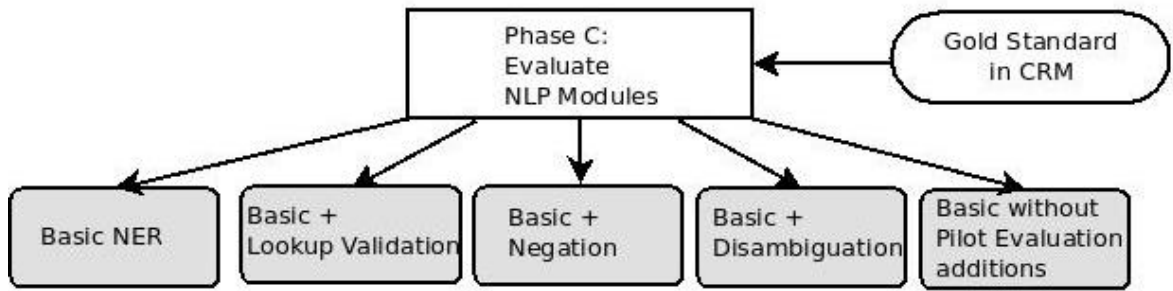 Phase C:
Evaluate
NLP Modules
Gold Standard
in CRM
Basic NER
Basic +
Lookup Validation
Basic +
Negation
Basic +
Disambiguation
Basic without
Pilot Evaluation
additions